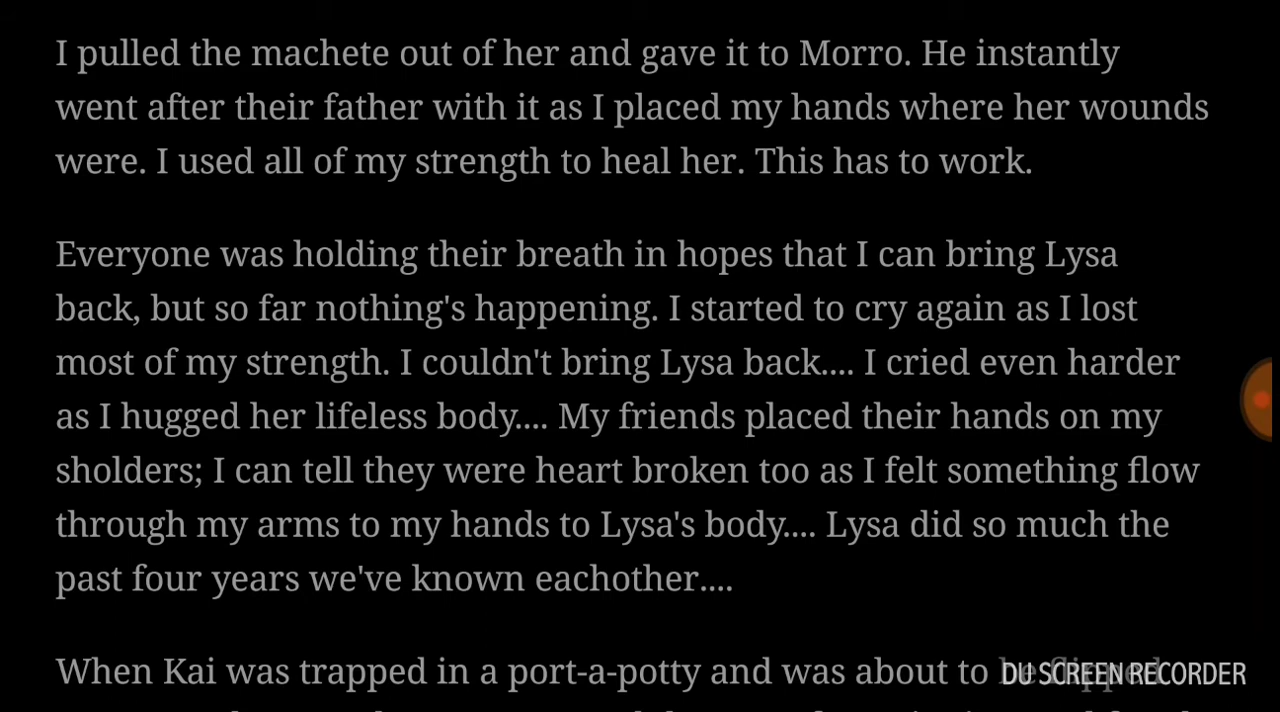 I pulled the machete out of her and gave it to Morro. He instantly
went after their father with it as I placed my hands where her wounds
were. I used all of my strength to heal her. This has to work.
Everyone was holding their breath in hopes that I can bring Lysa
back, but so far nothing's happening. I started to cry again as I lost
most of my strength. I couldn't bring Lysa back.... I cried even harder
as I hugged her lifeless body.... My friends placed their hands on my
sholders; I can tell they were heart broken too as I felt something flow
through my arms to my hands to Lysa's body.... Lysa did so much the
past four years we've known eachother....
When Kai was trapped in a port-a-potty and was about to
DU SCREEN RECORDER